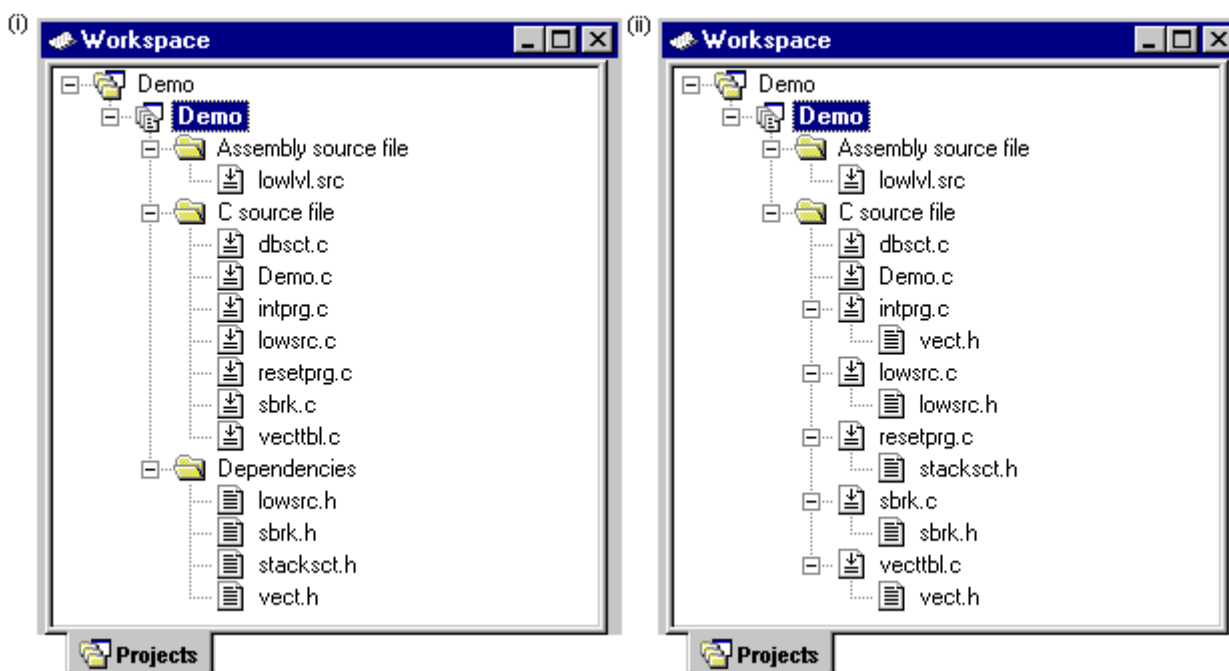 (i)
Workspace
Demo
Demo
Assembly source file
lowlvl.src
C source file
dbsct.c
Demo.c
intprg.c
lowsrc.c
resetprg.c
sbrk.c
vecttbl.c
Dependencies
lowsrc.h
sbrk.h
stacksct.h
vect.h
Projects
(ii)
Workspace
Demo
Demo
Assembly source file
lowlvl.src
C source file
dbsct.c
Demo.c
intprg.c
vect.h
lowsrc.c
lowsrc.h
resetprg.c
stacksct.h
sbrk.c
sbrk.h
vecttbl.c
vect.h
Projects